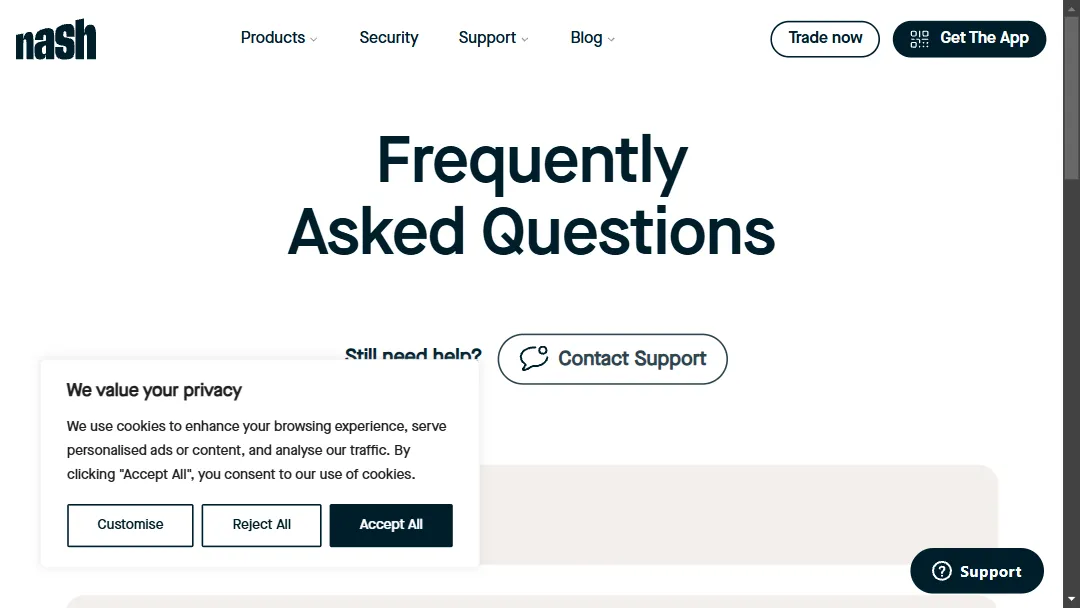 nash
Products
Security
Support
Blog
Trade now
Get The App
Frequently
Asked Questions
Still need help?
Contact Support
We value your privacy
We use cookies to enhance your browsing experience, serve
personalised ads or content, and analyse our traffic. By
clicking "Accept All", you consent to our use of cookies.
Customise
Reject All
Accept All
Support